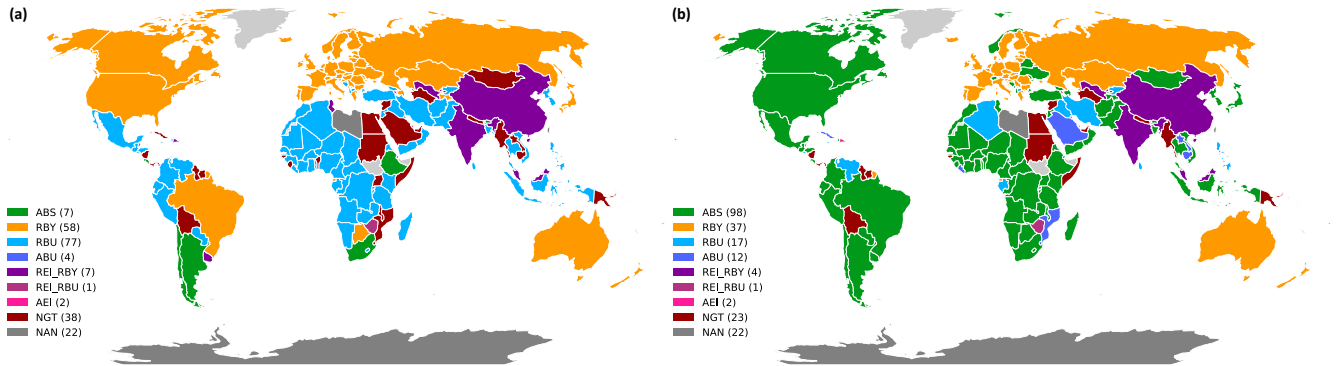 (a)
ABS (7)
RBY (58)
RBU (77)
ABU (4)
REI_RBY (7)
REI_RBU (1)
AEI (2)
NGT (38)
NAN (22)
(b)
ABS (98)
RBY (37)
RBU (17)
ABU (12)
REI_RBY (4)
REI_RBU (1)
AEI (2)
NGT (23)
NAN (22)